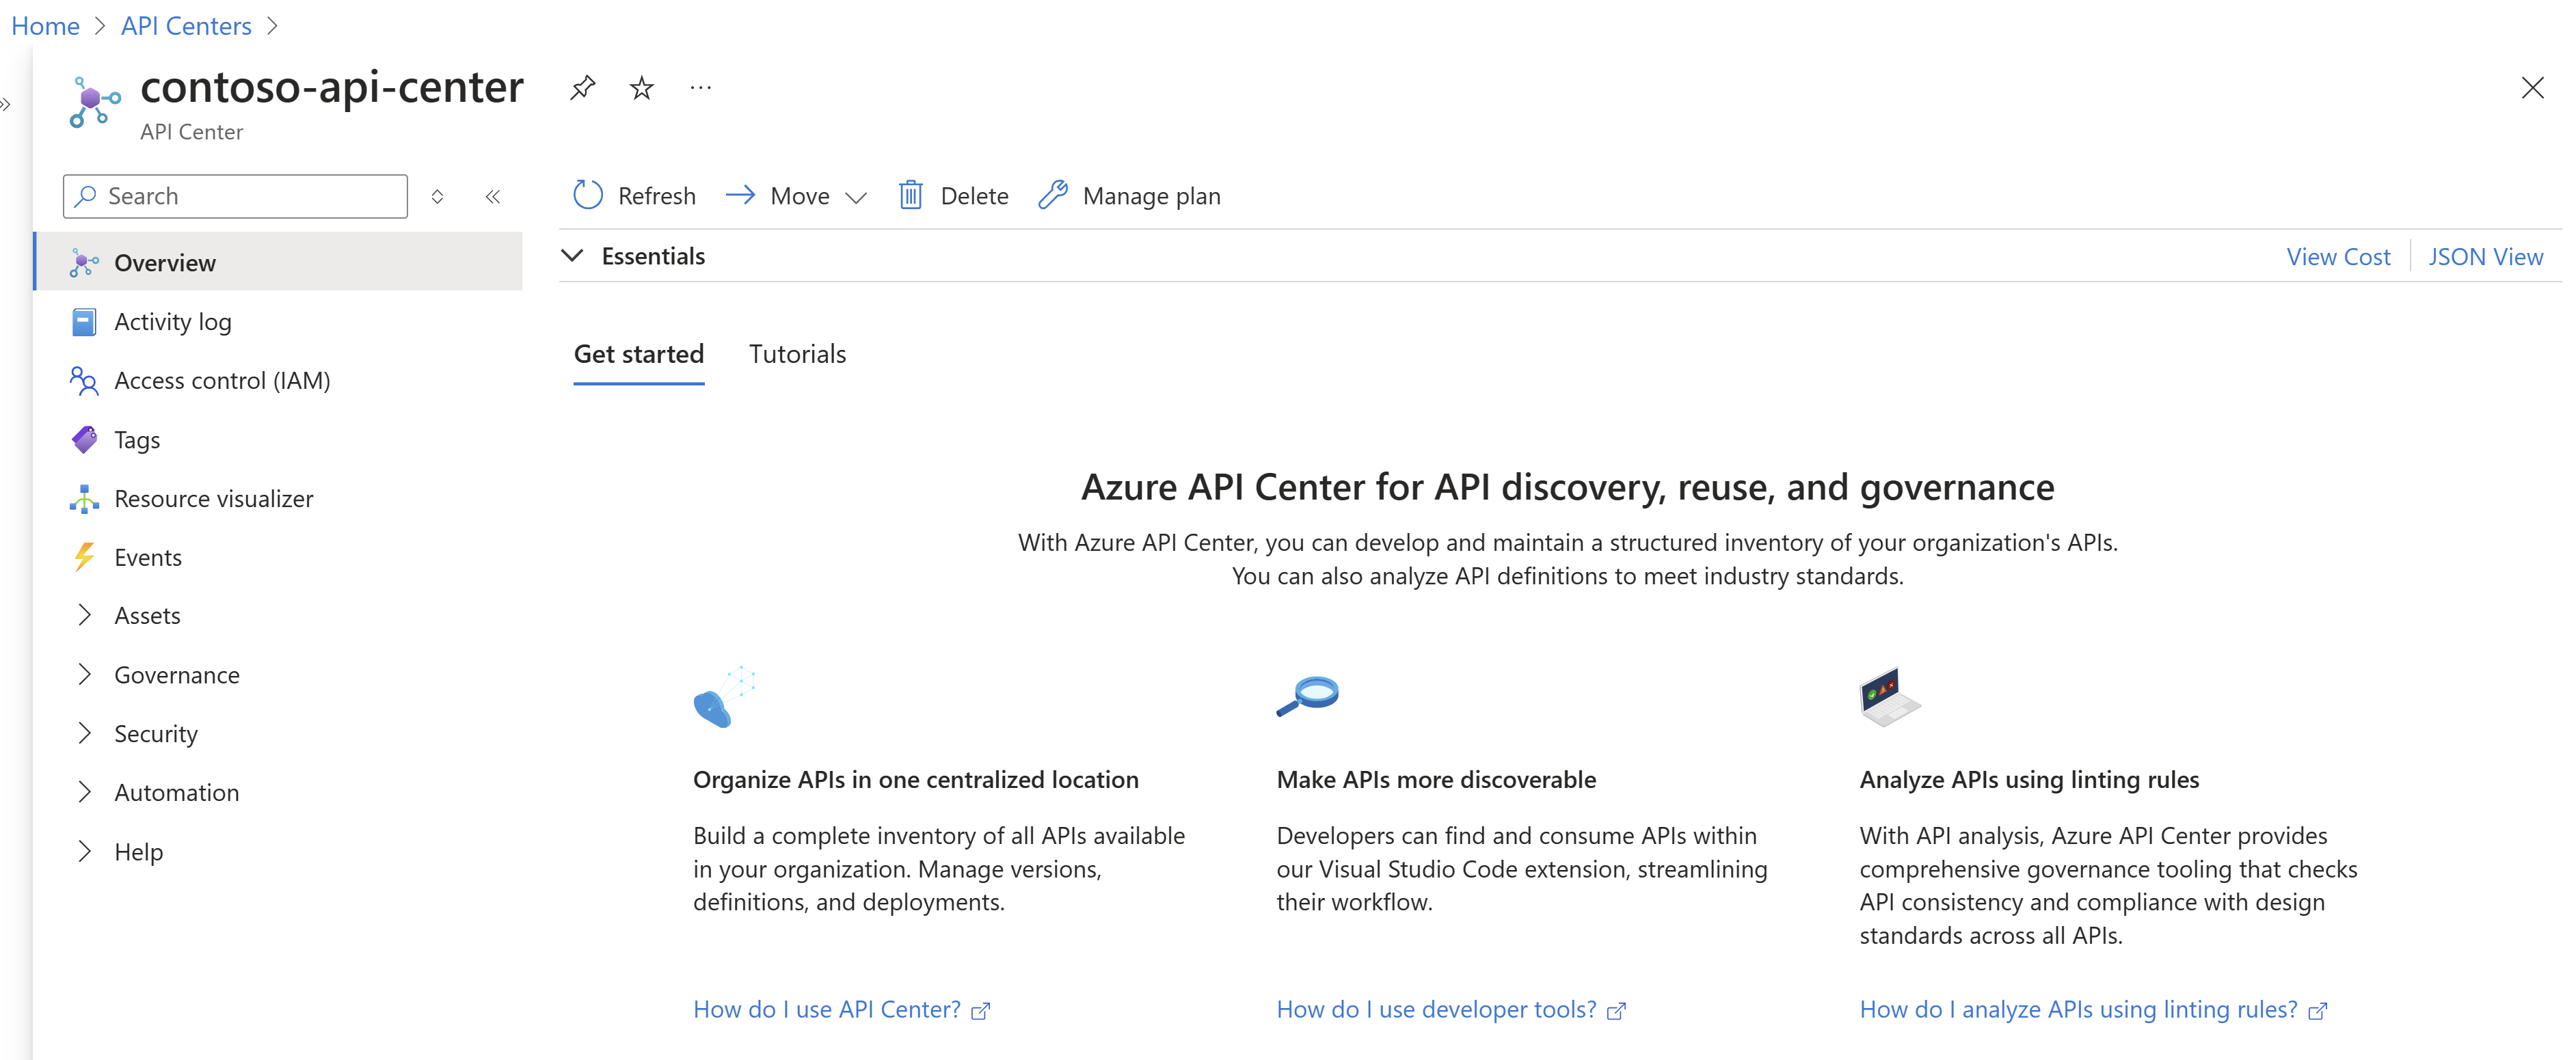 Home > API Centers >
contoso-api-center
API Center
Search
Refresh Move Delete Manage plan
Overview
Activity log
Access control (IAM)
Tags
Resource visualizer
Events
Assets
Governance
Security
Automation
Help
Essentials
View Cost JSON View
Get started Tutorials
Azure API Center for API discovery, reuse, and governance
With Azure API Center, you can develop and maintain a structured inventory of your organization's APIs.
You can also analyze API definitions to meet industry standards.
Organize APIs in one centralized location
Build a complete inventory of all APIs available
in your organization. Manage versions,
definitions, and deployments.
How do I use API Center?
Make APIs more discoverable
Developers can find and consume APIs within
our Visual Studio Code extension, streamlining
their workflow.
How do I use developer tools?
Analyze APIs using linting rules
With API analysis, Azure API Center provides
comprehensive governance tooling that checks
API consistency and compliance with design
standards across all APIs.
How do I analyze APIs using linting rules?